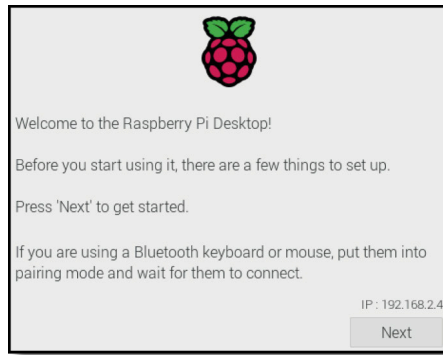 Welcome to the Raspberry Pi Desktop!
Before you start using it, there are a few things to set up.
Press 'Next' to get started.
If you are using a Bluetooth keyboard or mouse, put them into
pairing mode and wait for them to connect.
IP : 192.168.2.4
Next